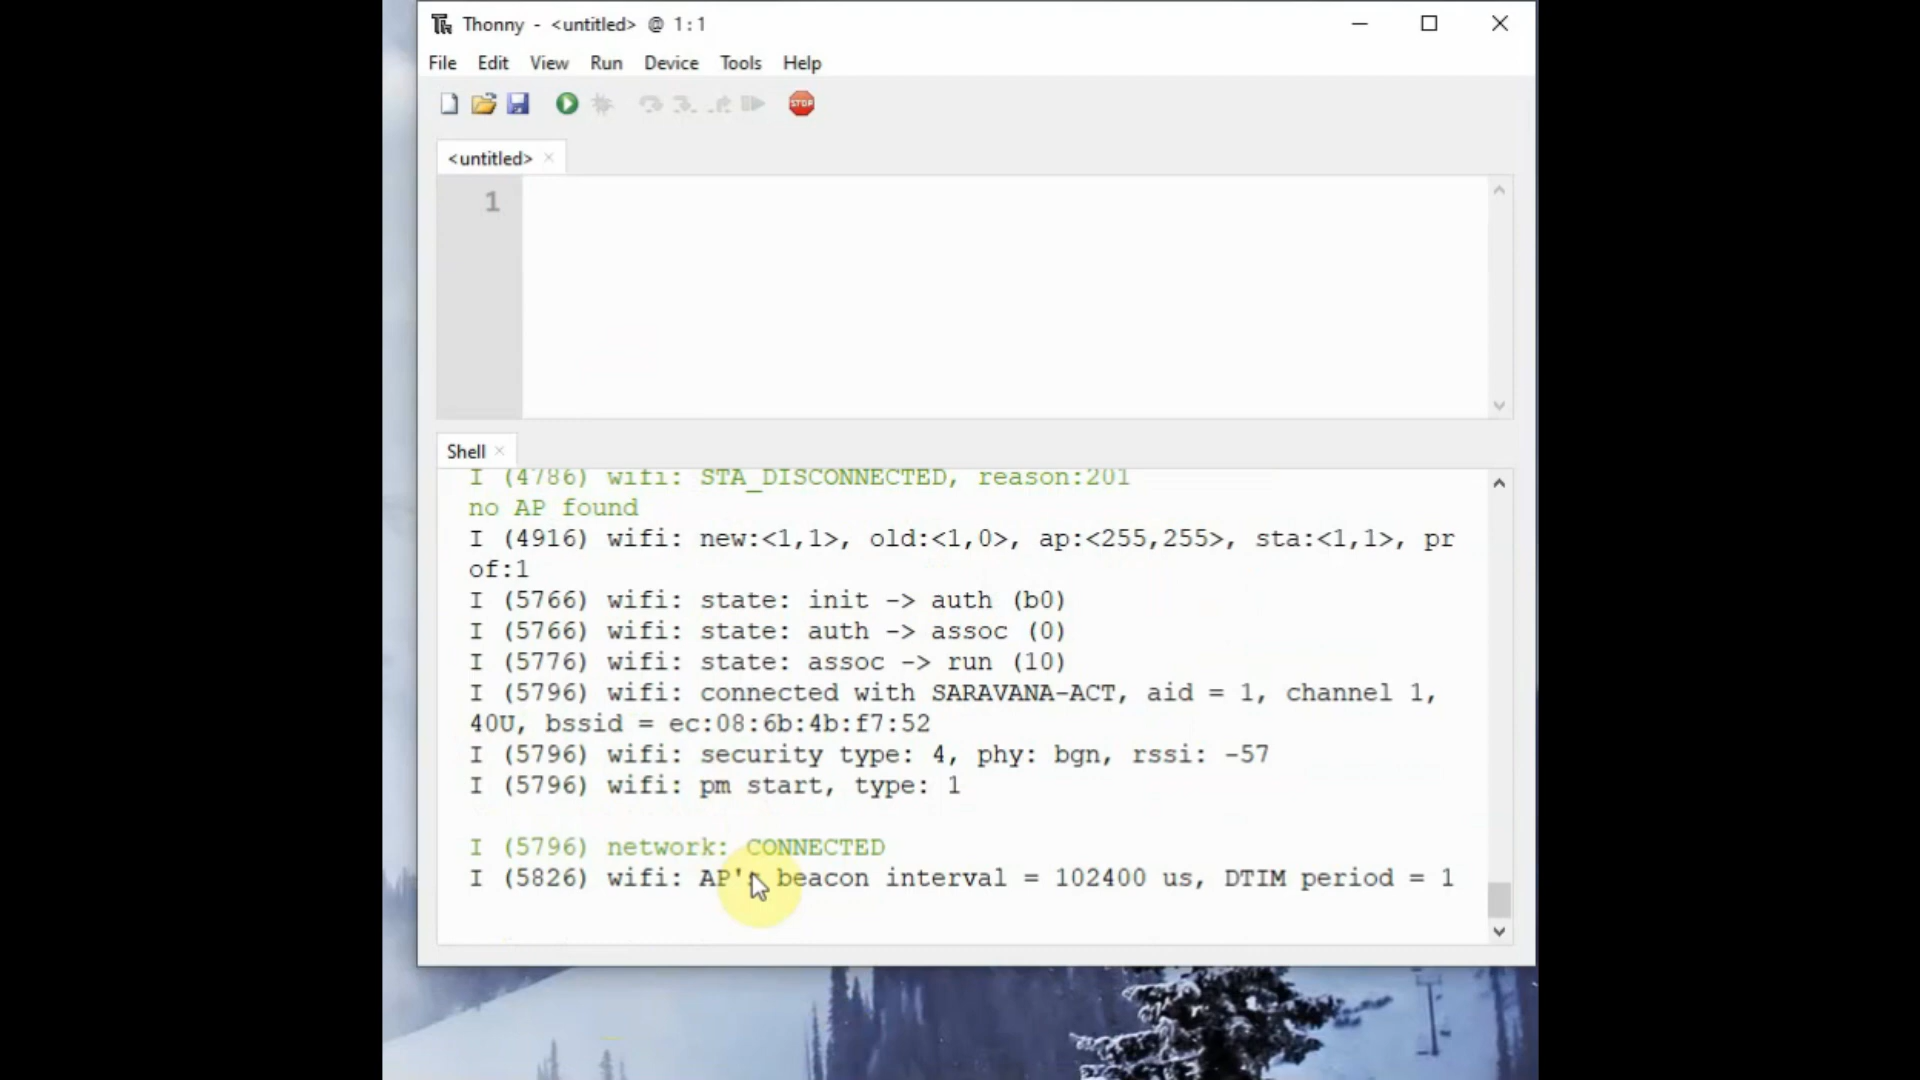 Thonny - <untitled> @ 1:1
File Edit View Run Device Tools Help
STOP
<untitled>
1
Shell
I (4786) wifi: STA_DISCONNECTED, reason:201
no AP found
I (4916) wifi: new:<1,1>, old:<1,0>, ap:<255,255>, sta:<1,1>, pr
of:1
I (5766) wifi: state: init -> auth (b0)
I (5766) wifi: state: auth -> assoc (0)
I (5776) wifi: state: assoc -> run (10)
I (5796) wifi: connected with SARAVANA-ACT, aid = 1, channel 1,
40U, bssid = ec:08:6b:4b:f7:52
I (5796) wifi: security type: 4, phy: bgn, rssi: -57
I (5796) wifi: pm start, type: 1
I (5796) network: CONNECTED
I (5826) wifi: AP's beacon interval = 102400 us, DTIM period = 1